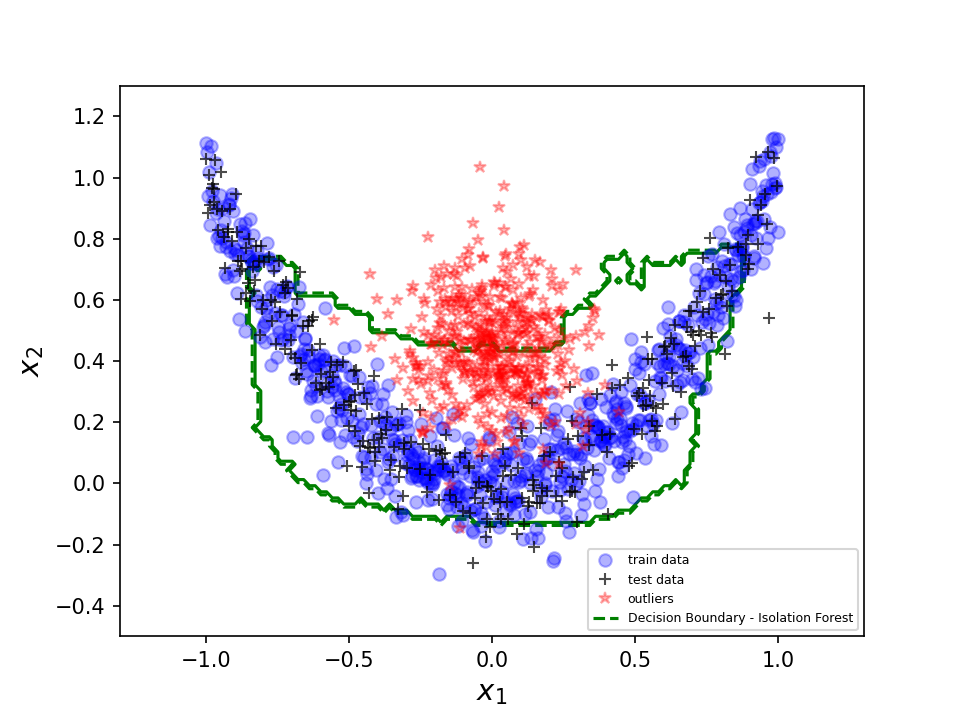 1.2
1.0
0.8
0.6
0.4
0.2
0.0
−0.2
−0.4
x₂
−1.0 −0.5 0.0 0.5 1.0
x₁
train data
test data
outliers
Decision Boundary - Isolation Forest